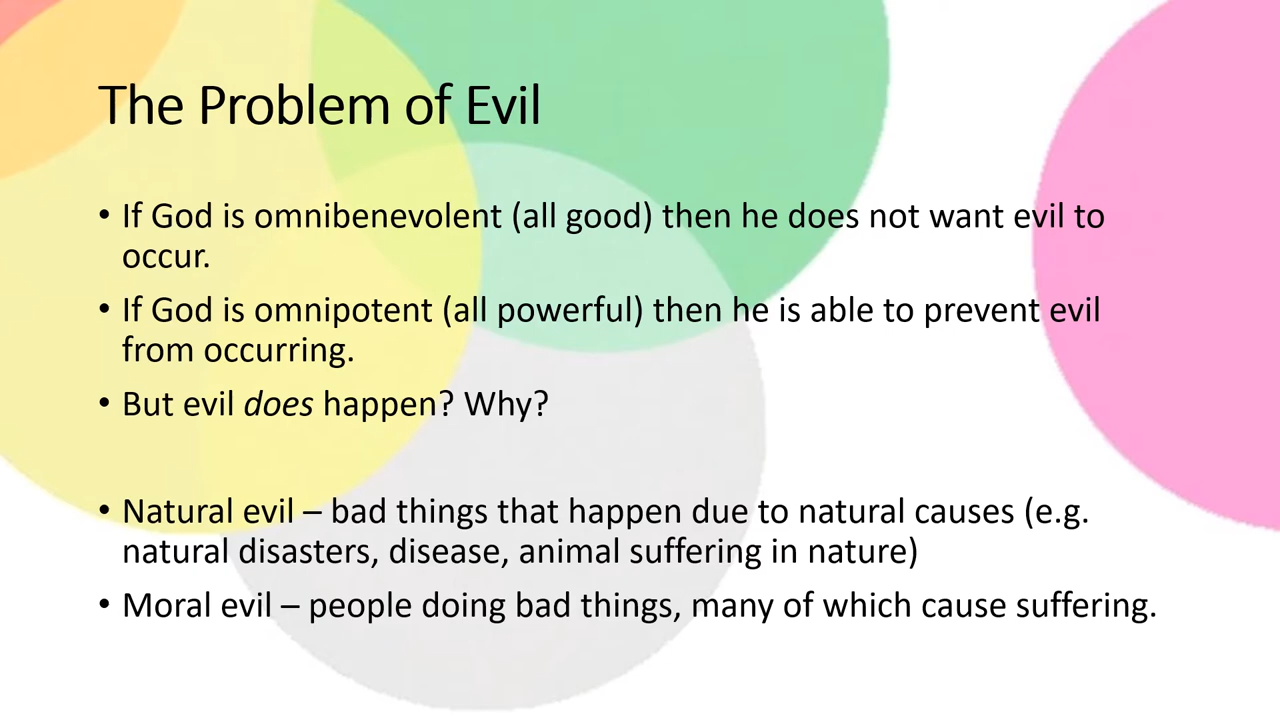 The Problem of Evil
• If God is omnibenevolent (all good) then he does not want evil to
occur.
• If God is omnipotent (all powerful) then he is able to prevent evil
from occurring.
• But evil does happen? Why?
• Natural evil – bad things that happen due to natural causes (e.g.
natural disasters, disease, animal suffering in nature)
• Moral evil – people doing bad things, many of which cause suffering.